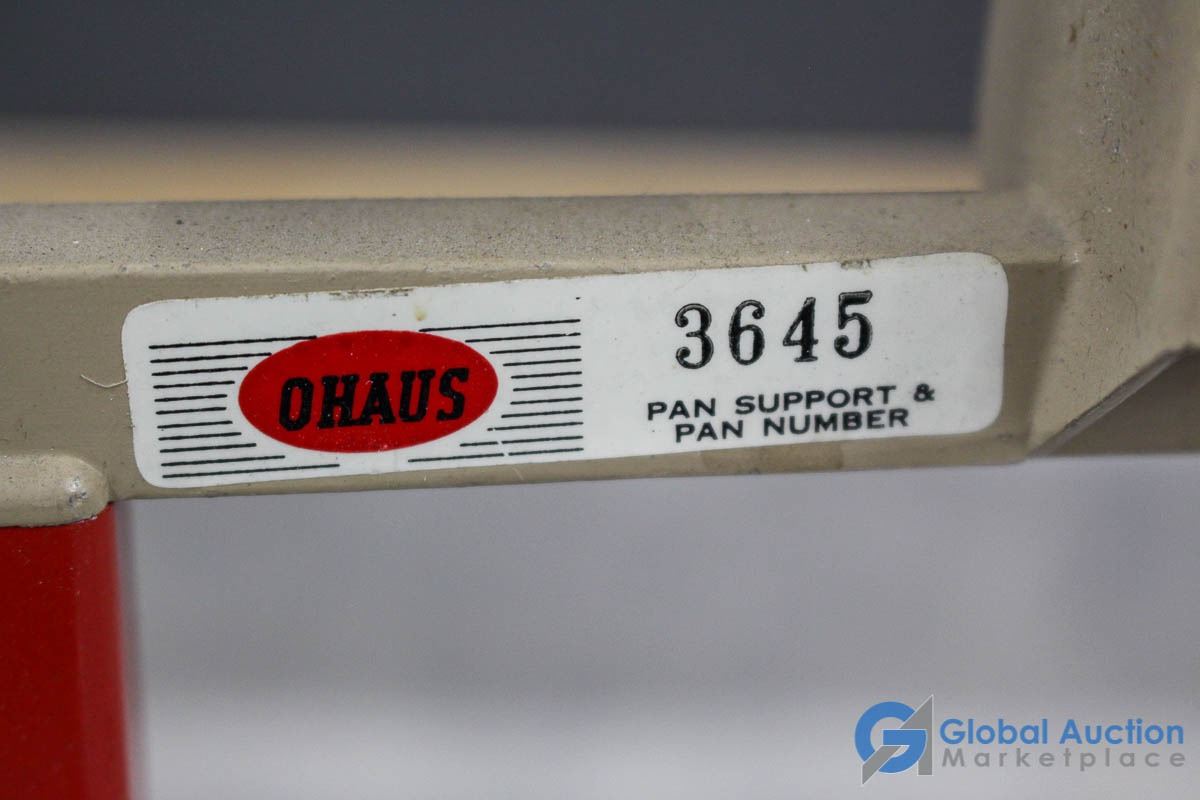 OHAUS
3645
PAN SUPPORT &
PAN NUMBER
Global Auction
Marketplace